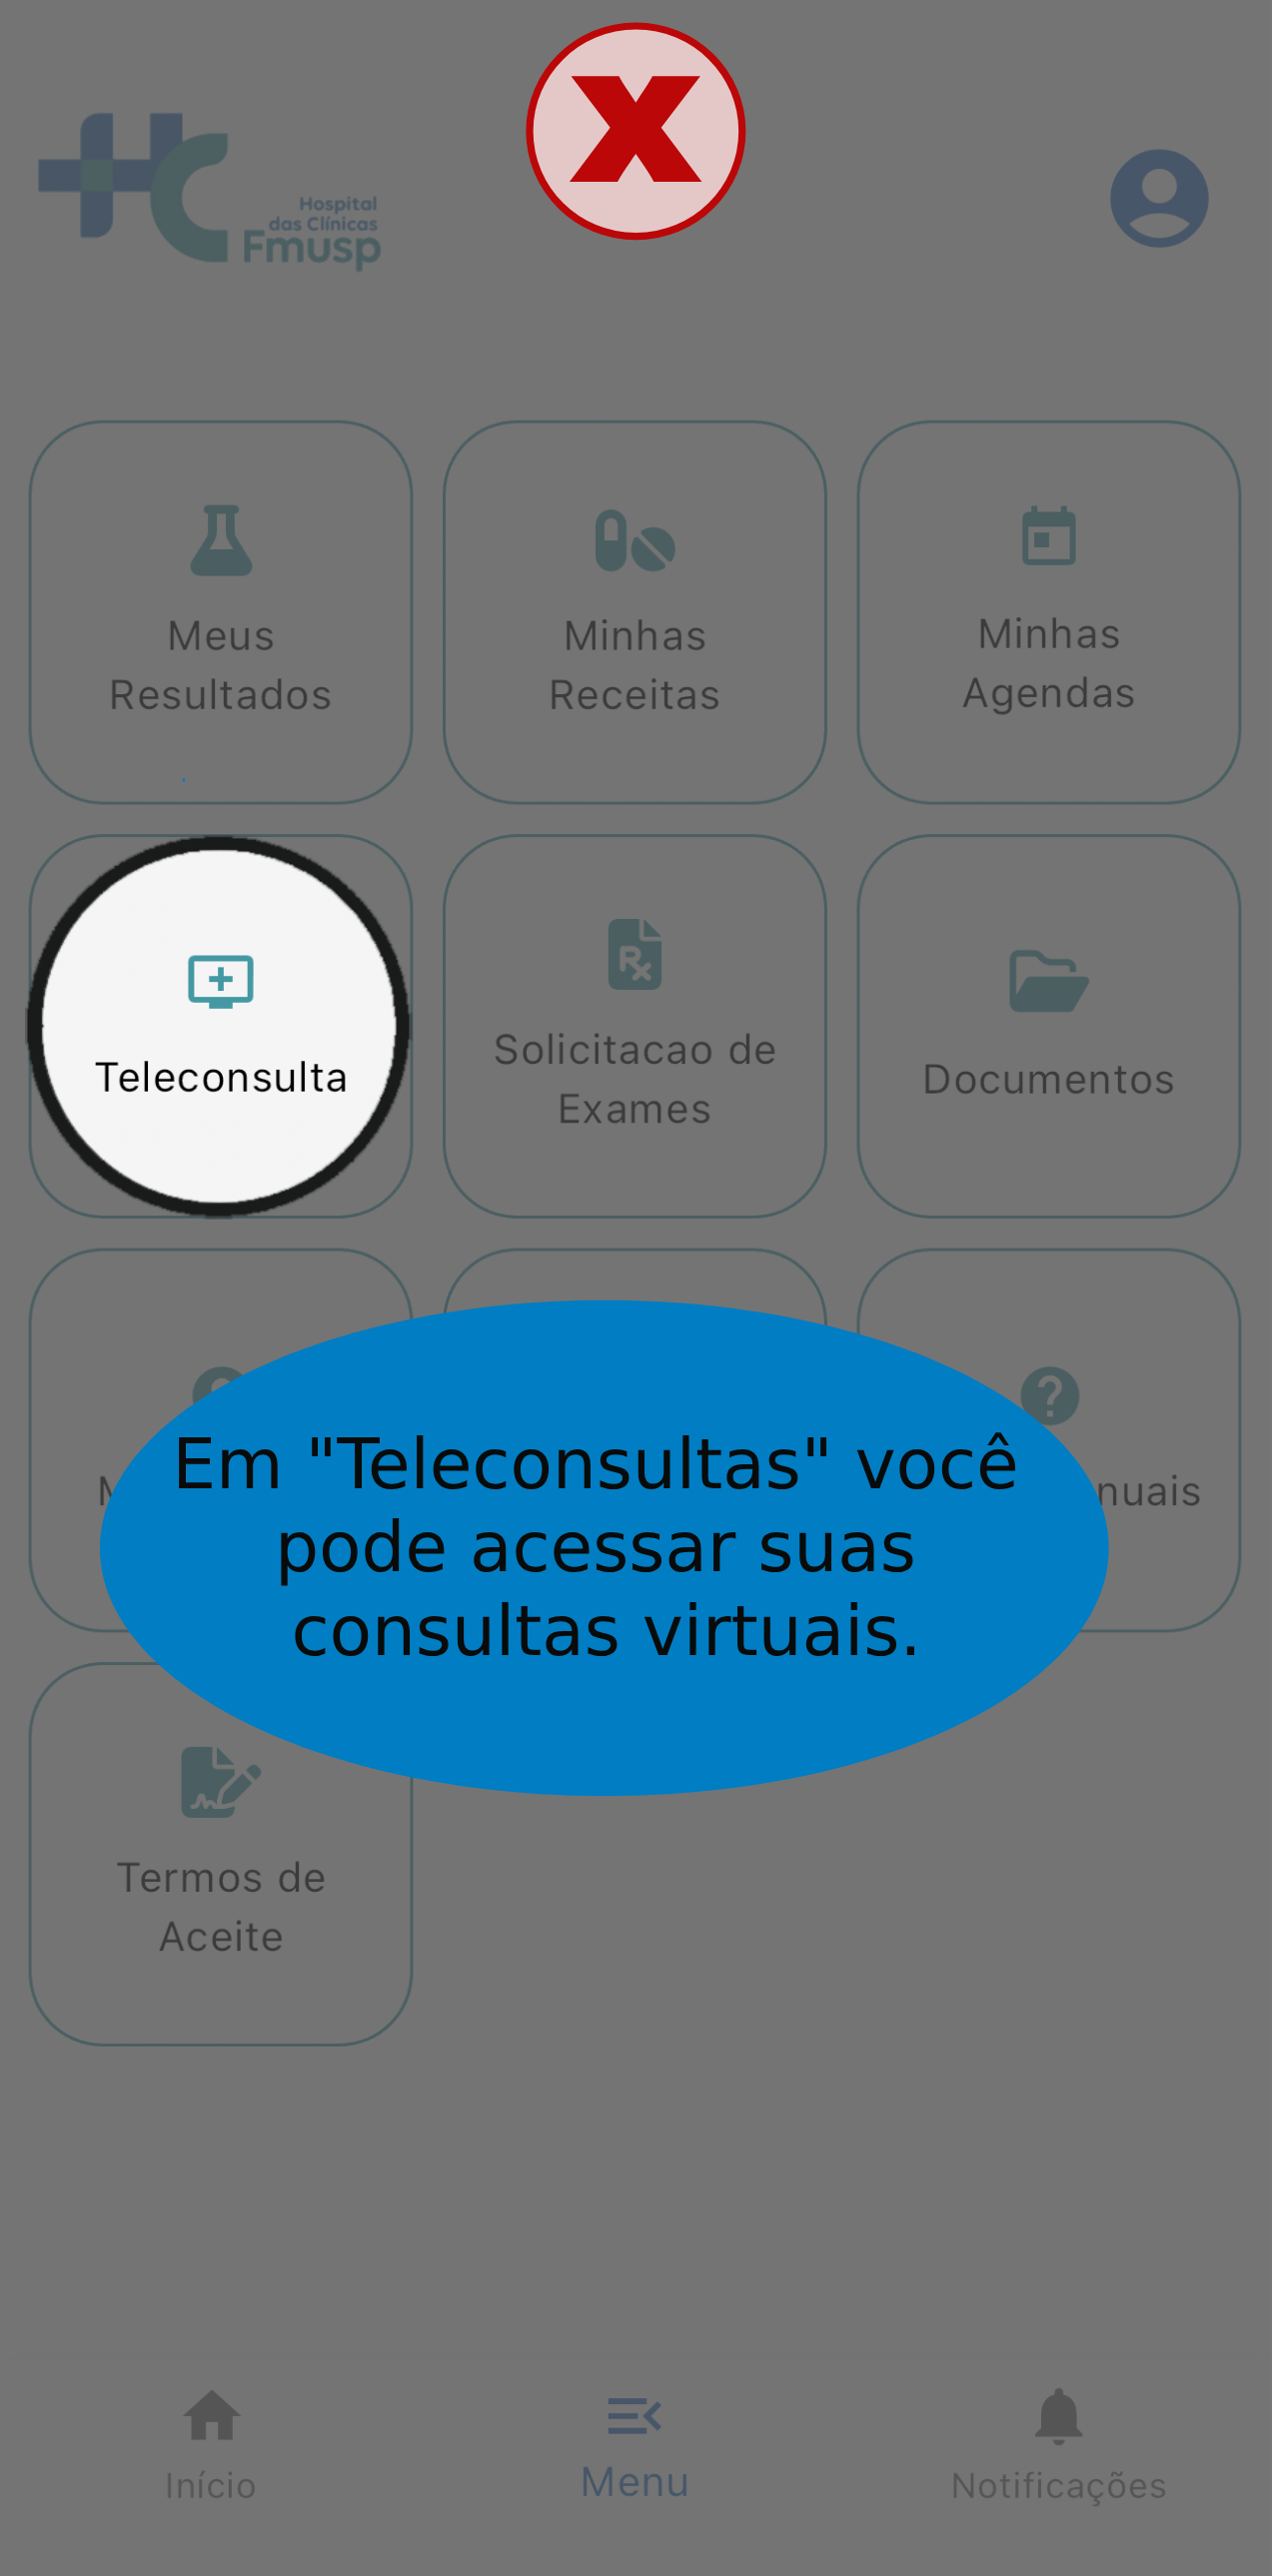 X
HC
Hospital
das Clínicas
Fmusp
Meus
Resultados
Minhas
Receitas
Minhas
Agendas
Teleconsulta
Solicitacao de
Exames
Documentos
Em "Teleconsultas" você
pode acessar suas
consultas virtuais.
Termos de
Aceite
Início
Menu
Notificações